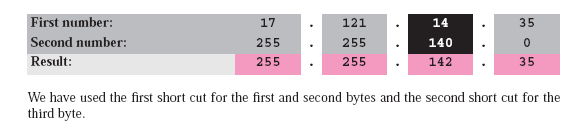 First number: 17 . 121 . 14 . 35
Second number: 255 . 255 . 140 . 0
Result: 255 . 255 . 142 . 35
We have used the first short cut for the first and second bytes and the second short cut for the
third byte.